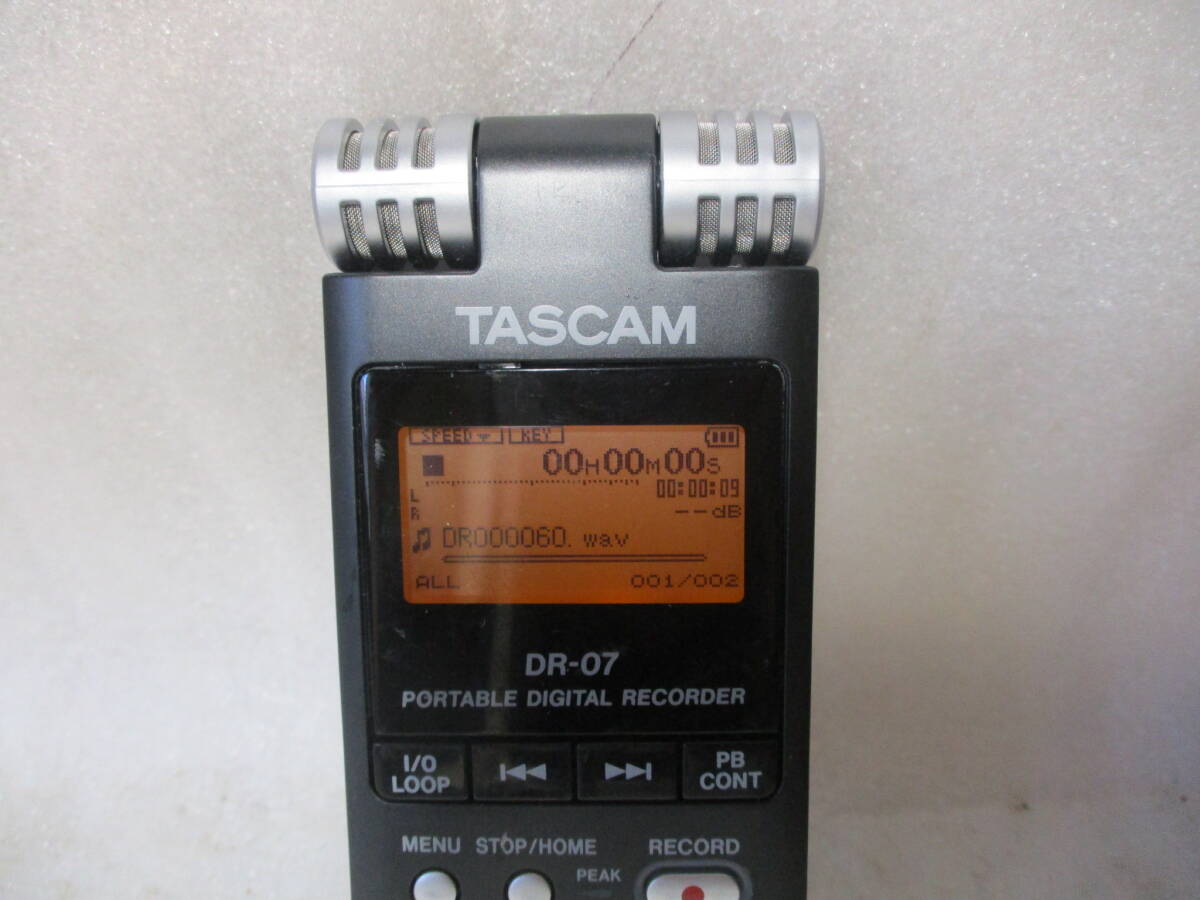 TASCAM
SPEED KEY
00H00M00S
L 00:00:09
R --dB
DR000060. wav
ALL 001/002
DR-07
PORTABLE DIGITAL RECORDER
I/O LOOP
PB CONT
MENU STOP/HOME RECORD
PEAK